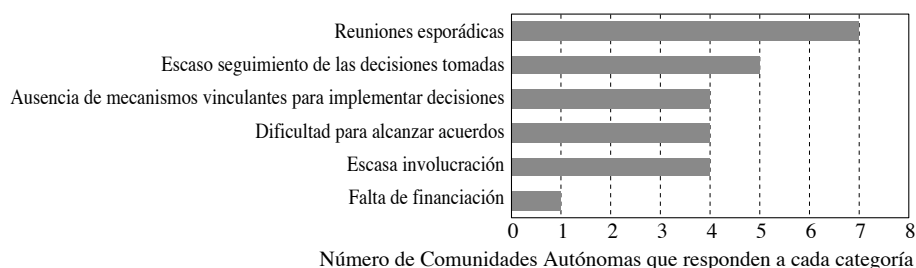 Reuniones esporádicas
Escaso seguimiento de las decisiones tomadas
Ausencia de mecanismos vinculantes para implementar decisiones
Dificultad para alcanzar acuerdos
Escasa involucración
Falta de financiación
0 1 2 3 4 5 6 7 8
Número de Comunidades Autónomas que responden a cada categoría